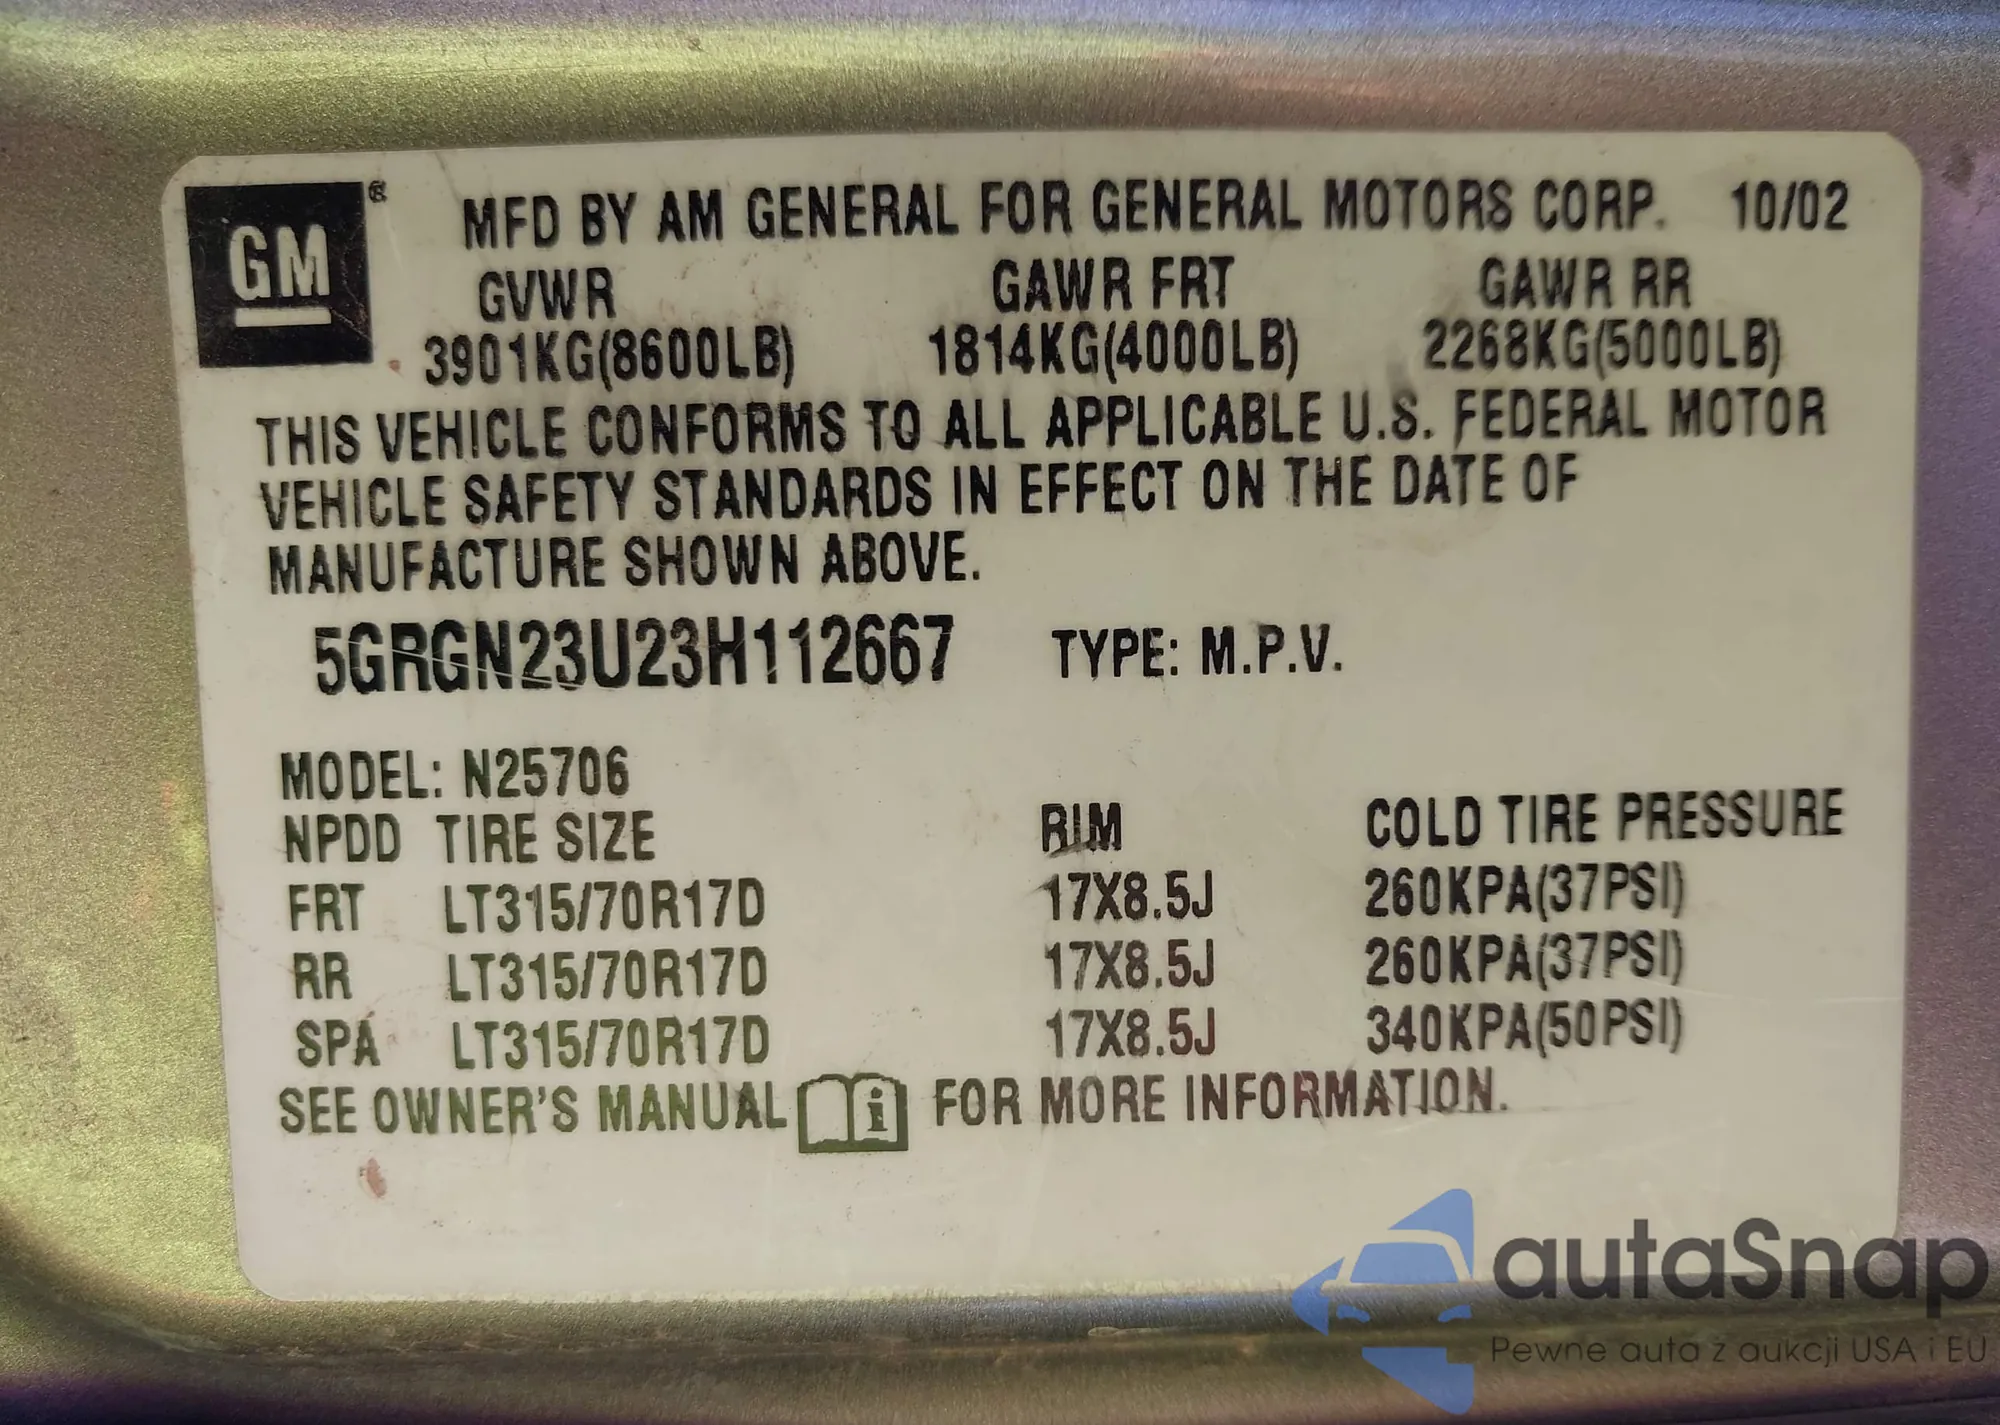 GM ® MFD BY AM GENERAL FOR GENERAL MOTORS CORP. 10/02
GVWR GAWR FRT GAWR RR
3901KG(8600LB) 1814KG(4000LB) 2268KG(5000LB)
THIS VEHICLE CONFORMS TO ALL APPLICABLE U.S. FEDERAL MOTOR
VEHICLE SAFETY STANDARDS IN EFFECT ON THE DATE OF
MANUFACTURE SHOWN ABOVE.
5GRGN23U23H112667 TYPE: M.P.V.
MODEL: N25706
NPDD TIRE SIZE RIM COLD TIRE PRESSURE
FRT LT315/70R17D 17X8.5J 260KPA(37PSI)
RR LT315/70R17D 17X8.5J 260KPA(37PSI)
SPA LT315/70R17D 17X8.5J 340KPA(50PSI)
SEE OWNER'S MANUAL i FOR MORE INFORMATION.
autaSnap
Pewne auta z aukcji USA i EU